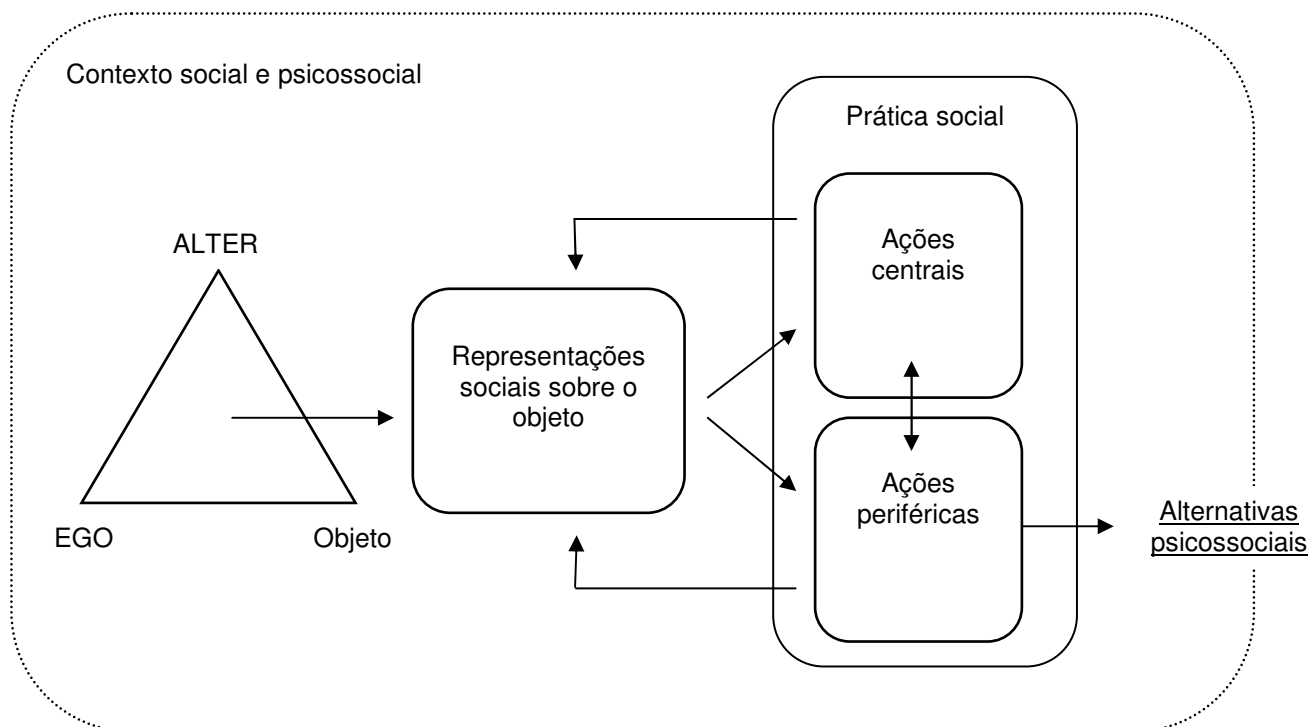 Contexto social e psicossocial
Prática social
Ações
centrais
ALTER
Representações
sociais sobre o
objeto
Ações
periféricas
Alternativas
psicossociais
EGO
Objeto